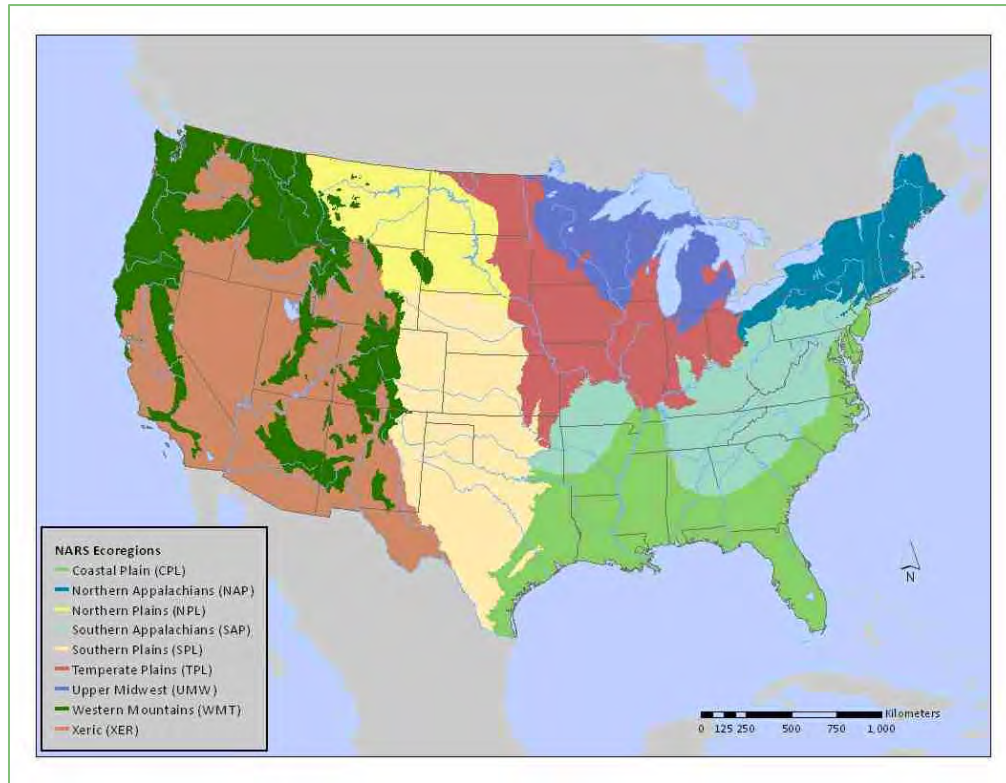 NARS Ecoregions
Coastal Plain (CPL)
Northern Appalachians (NAP)
Northern Plains (NPL)
Southern Appalachians (SAP)
Southern Plains (SPL)
Temperate Plains (TPL)
Upper Midwest (UMW)
Western Mountains (WMT)
Xeric (XER)
N
Kilometers
0 125 250 500 750 1,000